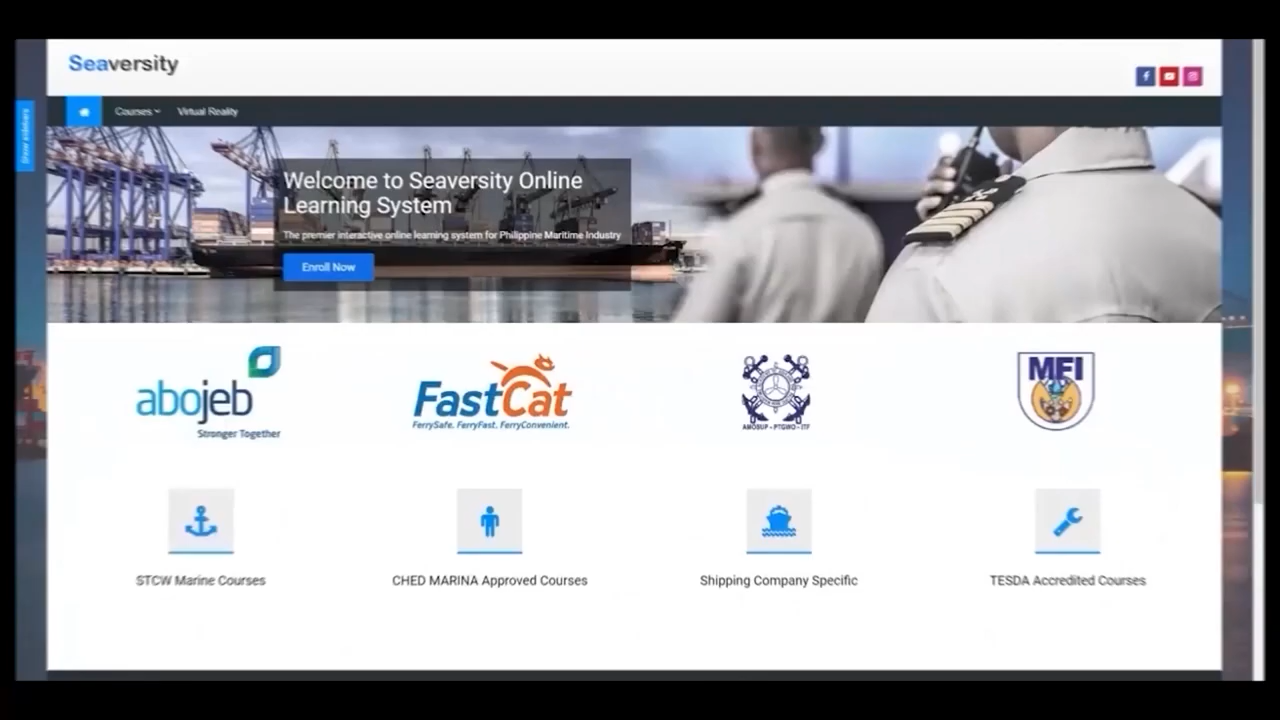 Seaversity
Show sidebars
Courses
Virtual Reality
Welcome to Seaversity Online
Learning System
The premier interactive online learning system for Philippine Maritime Industry
Enroll Now
abojeb
Stronger Together
FastCat
FerrySafe. FerryFast. FerryConvenient.
AMOSUP - PTGWO - ITF
MFI
STCW Marine Courses
CHED MARINA Approved Courses
Shipping Company Specific
TESDA Accredited Courses